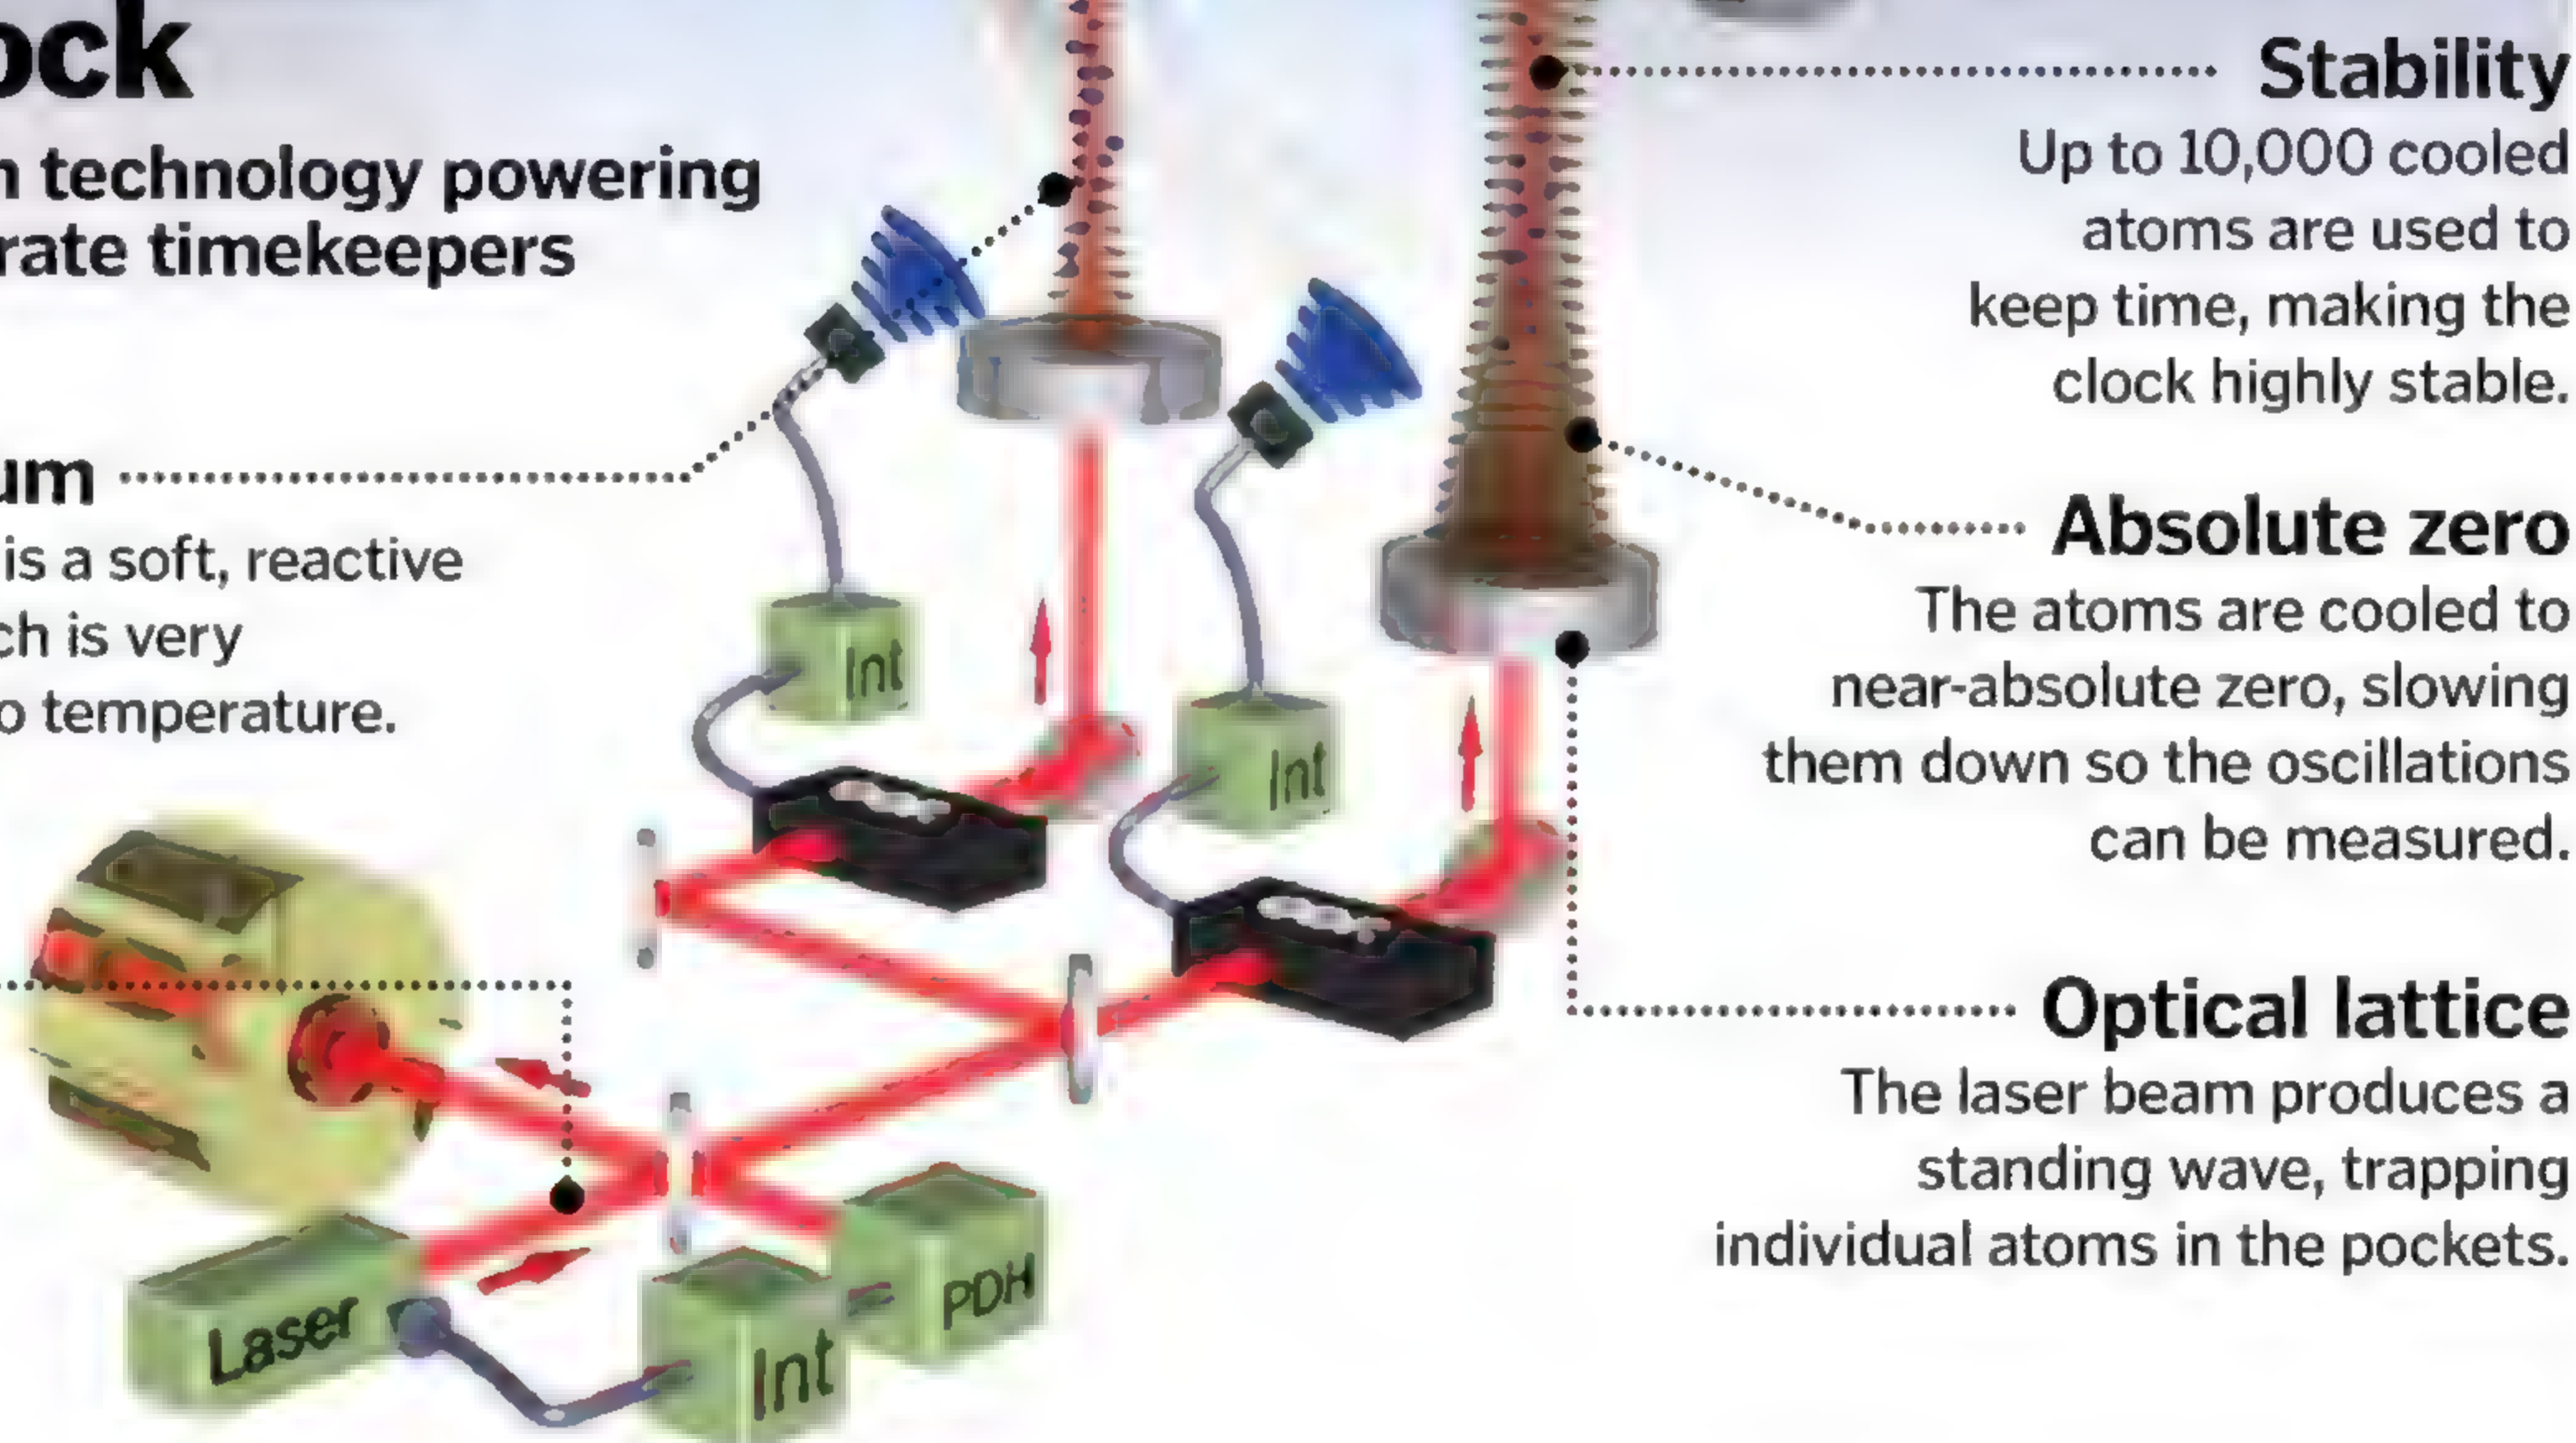 ock
n technology powering
rate timekeepers
um
is a soft, reactive
ch is very
o temperature.
Stability
Up to 10,000 cooled
atoms are used to
keep time, making the
clock highly stable.
Absolute zero
The atoms are cooled to
near-absolute zero, slowing
them down so the oscillations
can be measured.
Optical lattice
The laser beam produces a
standing wave, trapping
individual atoms in the pockets.
Int
Int
Laser
Int
PDH